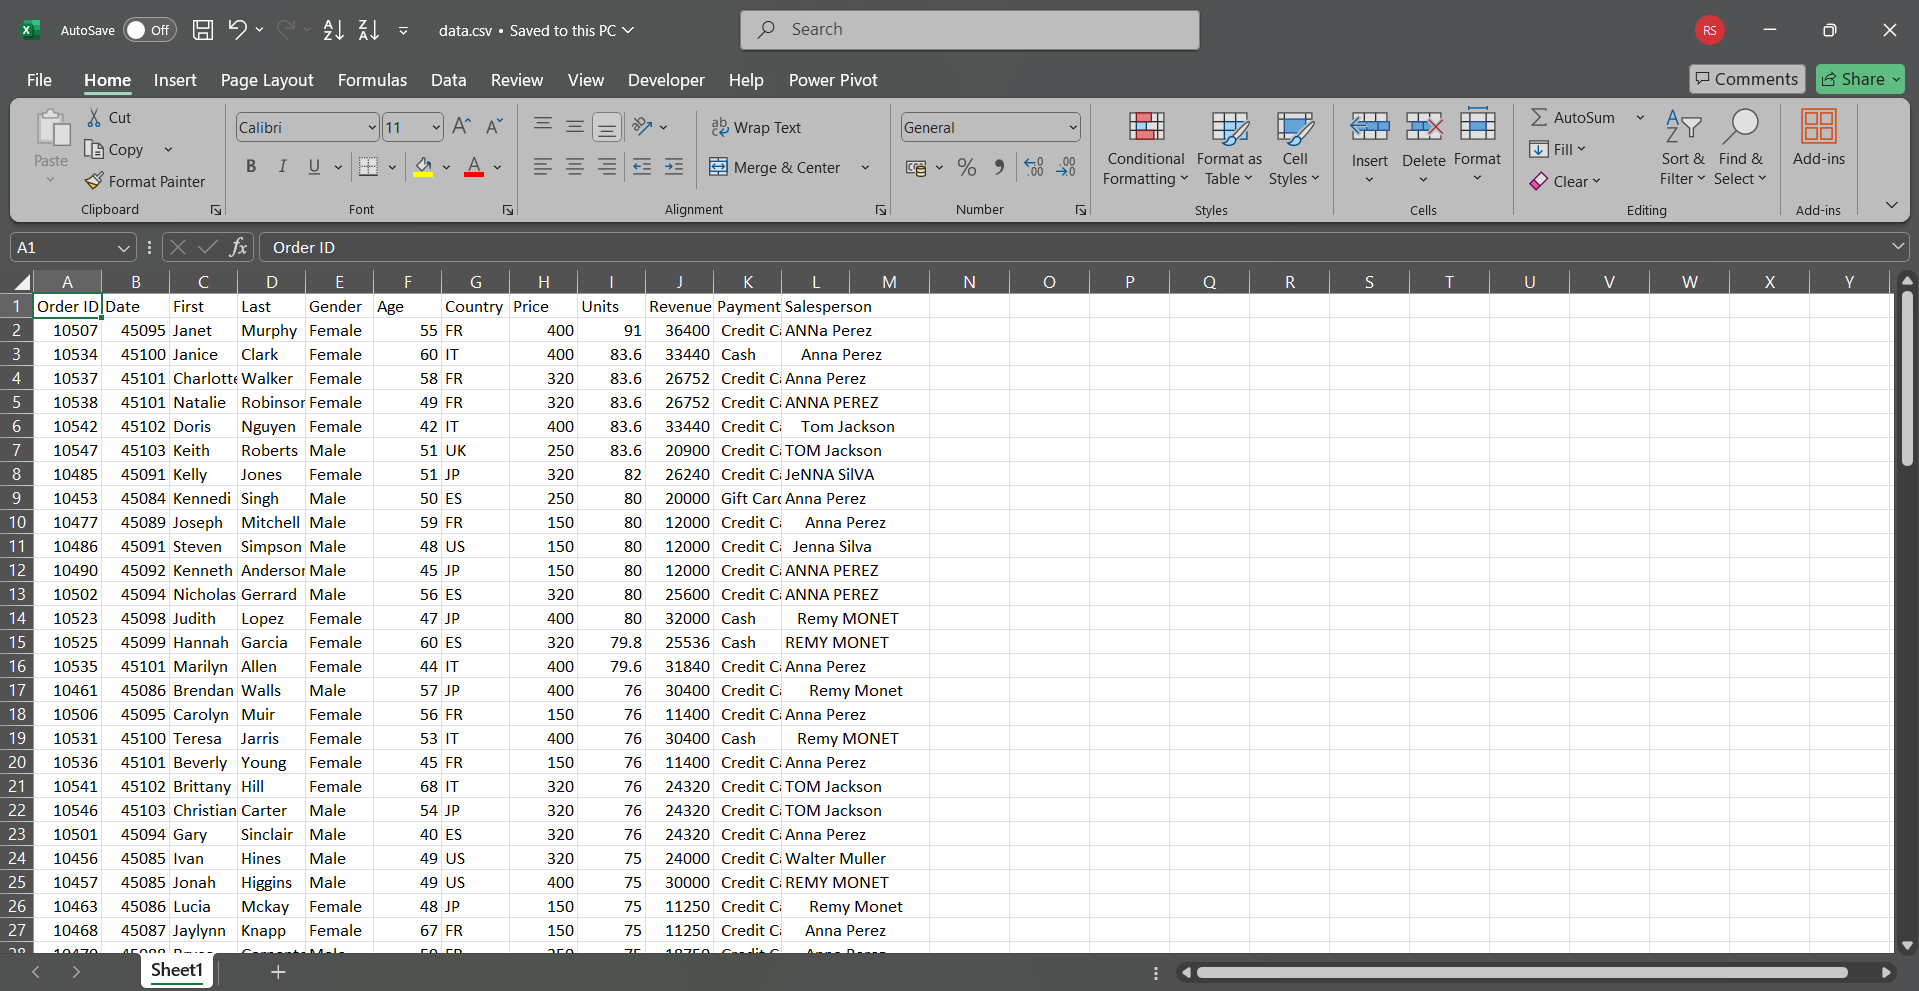 AutoSave Off data.csv • Saved to this PC Search RS
File Home Insert Page Layout Formulas Data Review View Developer Help Power Pivot Comments Share
Paste Cut Copy Format Painter Clipboard
Calibri 11 B I U A Font
Wrap Text Merge & Center Alignment
General % Number
Conditional Formatting Format as Table Cell Styles Styles
Insert Delete Format Cells
AutoSum Fill Clear Sort & Filter Find & Select Editing
Add-ins Add-ins
A1 fx Order ID
A B C D E F G H I J K L M N O P Q R S T U V W X Y
1 Order ID Date First Last Gender Age Country Price Units Revenue Payment Salesperson
2 10507 45095 Janet Murphy Female 55 FR 400 91 36400 Credit C ANNa Perez
3 10534 45100 Janice Clark Female 60 IT 400 83.6 33440 Cash Anna Perez
4 10537 45101 Charlotte Walker Female 58 FR 320 83.6 26752 Credit C Anna Perez
5 10538 45101 Natalie Robinson Female 49 FR 320 83.6 26752 Credit C ANNA PEREZ
6 10542 45102 Doris Nguyen Female 42 IT 400 83.6 33440 Credit C Tom Jackson
7 10547 45103 Keith Roberts Male 51 UK 250 83.6 20900 Credit C TOM Jackson
8 10485 45091 Kelly Jones Female 51 JP 320 82 26240 Credit C JeNNA SilVA
9 10453 45084 Kennedi Singh Male 50 ES 250 80 20000 Gift Card Anna Perez
10 10477 45089 Joseph Mitchell Male 59 FR 150 80 12000 Credit C Anna Perez
11 10486 45091 Steven Simpson Male 48 US 150 80 12000 Credit C Jenna Silva
12 10490 45092 Kenneth Anderson Male 45 JP 150 80 12000 Credit C ANNA PEREZ
13 10502 45094 Nicholas Gerrard Male 56 ES 320 80 25600 Credit C ANNA PEREZ
14 10523 45098 Judith Lopez Female 47 JP 400 80 32000 Cash Remy MONET
15 10525 45099 Hannah Garcia Female 60 ES 320 79.8 25536 Cash REMY MONET
16 10535 45101 Marilyn Allen Female 44 IT 400 79.6 31840 Credit C Anna Perez
17 10461 45086 Brendan Walls Male 57 JP 400 76 30400 Credit C Remy Monet
18 10506 45095 Carolyn Muir Female 56 FR 150 76 11400 Credit C Anna Perez
19 10531 45100 Teresa Jarris Female 53 IT 400 76 30400 Cash Remy MONET
20 10536 45101 Beverly Young Female 45 FR 150 76 11400 Credit C Anna Perez
21 10541 45102 Brittany Hill Female 68 IT 320 76 24320 Credit C TOM Jackson
22 10546 45103 Christian Carter Male 54 JP 320 76 24320 Credit C TOM Jackson
23 10501 45094 Gary Sinclair Male 40 ES 320 76 24320 Credit C Anna Perez
24 10456 45085 Ivan Hines Male 49 US 320 75 24000 Credit C Walter Muller
25 10457 45085 Jonah Higgins Male 49 US 400 75 30000 Credit C REMY MONET
26 10463 45086 Lucia Mckay Female 48 JP 150 75 11250 Credit C Remy Monet
27 10468 45087 Jaylynn Knapp Female 67 FR 150 75 11250 Credit C Anna Perez
Sheet1